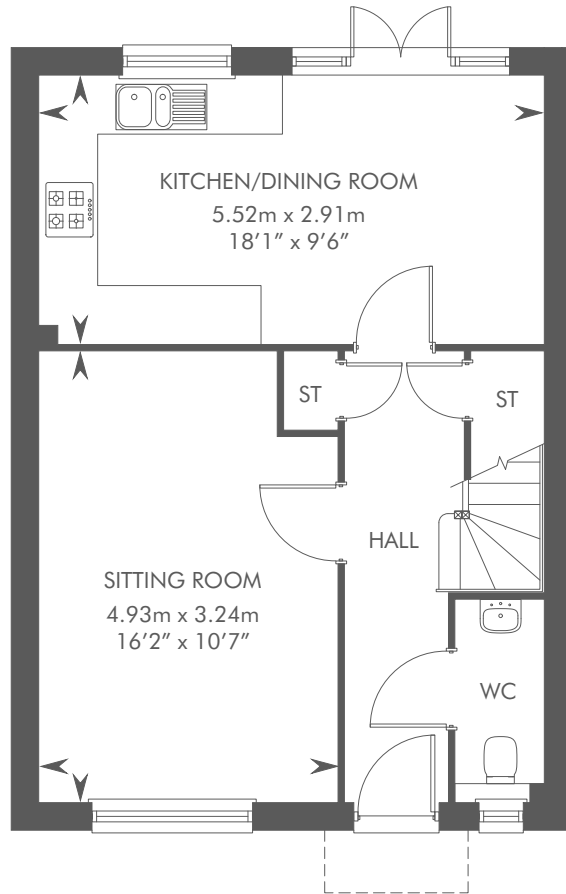 KITCHEN/DINING ROOM
5.52m x 2.91m
18’1” x 9’6”
ST
ST
HALL
SITTING ROOM
4.93m x 3.24m
16’2” x 10’7”
WC